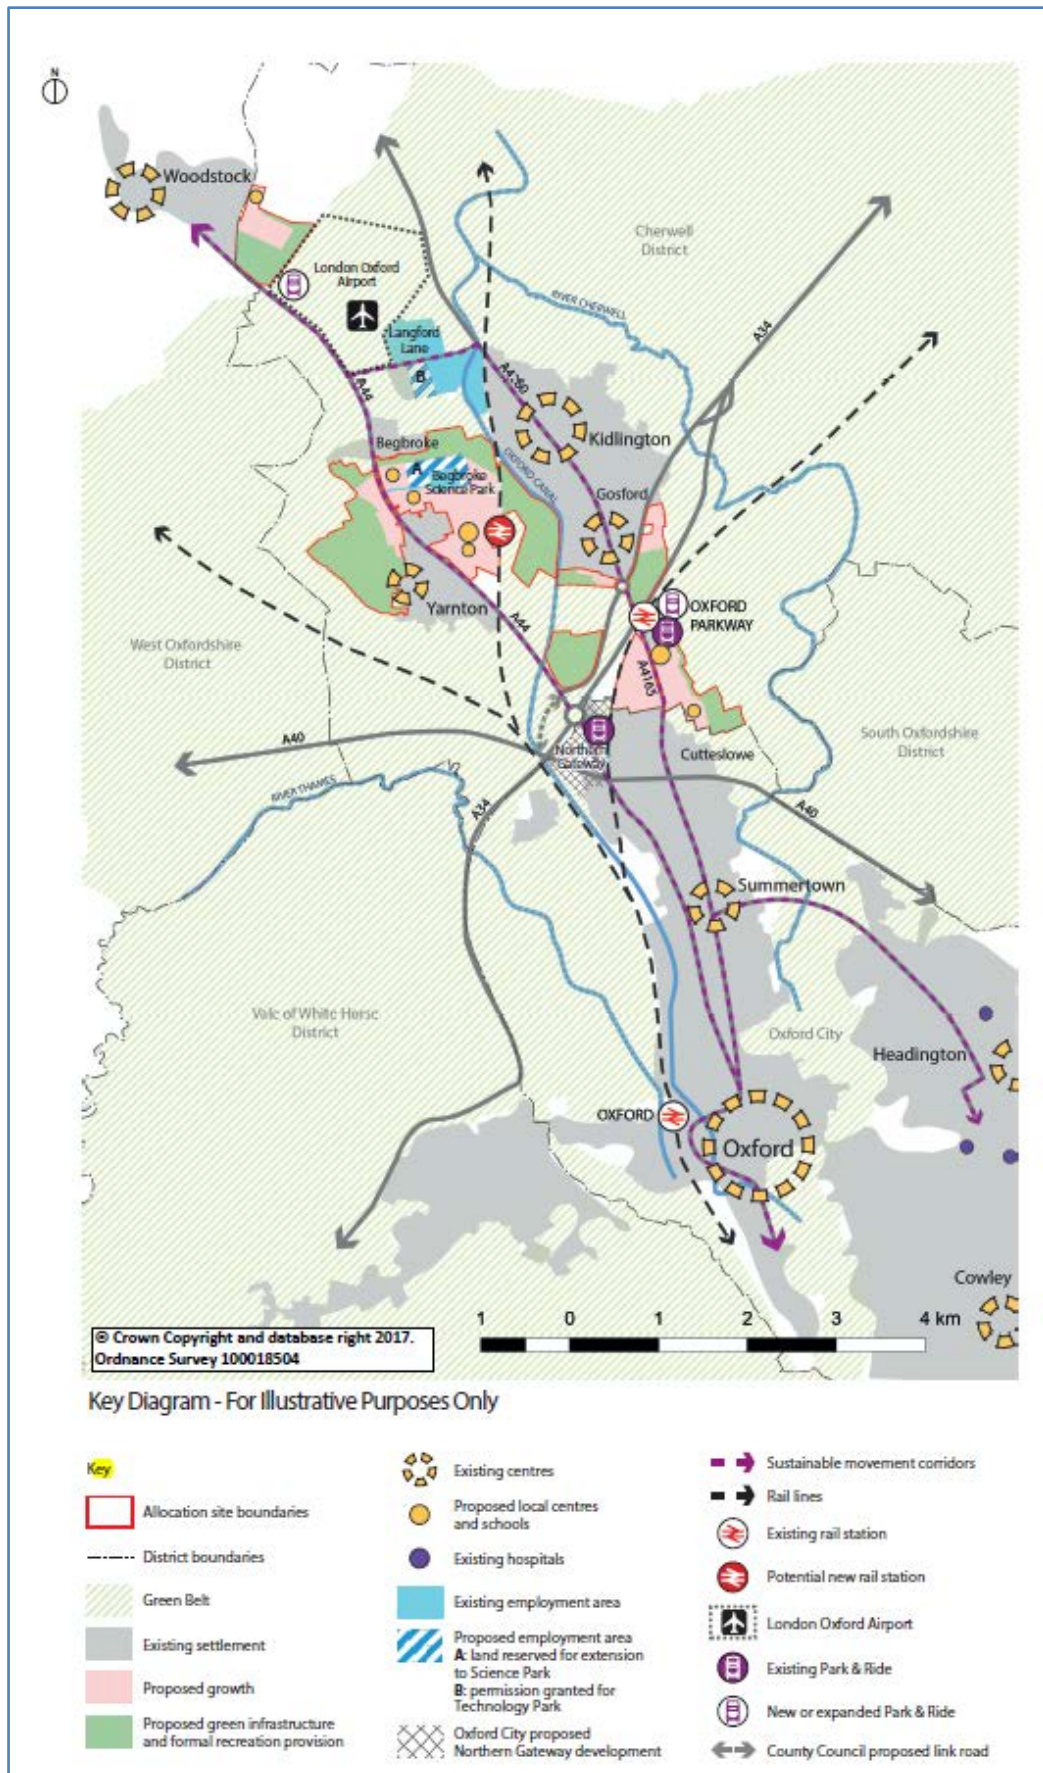 N
Woodstock
Cherwell
District
London Oxford
Airport
RIVER CHERWELL
A34
Langford
Lane
B
A4260
A44
Kidlington
Begbroke
OXFORD CANAL
A
Begbroke
Science Park
Gosford
Yarnton
A44
OXFORD
PARKWAY
West Oxfordshire
District
A4165
South Oxfordshire
District
A40
Northern
Gateway
Cutteslowe
RIVER THAMES
A34
A40
Summertown
Vale of White Horse
District
Oxford City
Headington
OXFORD
Oxford
Cowley
1 0 1 2 3 4 km
© Crown Copyright and database right 2017.
Ordnance Survey 100018504
Key Diagram - For Illustrative Purposes Only
Key
Allocation site boundaries
District boundaries
Green Belt
Existing settlement
Proposed growth
Proposed green infrastructure
and formal recreation provision
Existing centres
Proposed local centres
and schools
Existing hospitals
Existing employment area
Proposed employment area
A: land reserved for extension
to Science Park
B: permission granted for
Technology Park
Oxford City proposed
Northern Gateway development
Sustainable movement corridors
Rail lines
Existing rail station
Potential new rail station
London Oxford Airport
Existing Park & Ride
New or expanded Park & Ride
County Council proposed link road